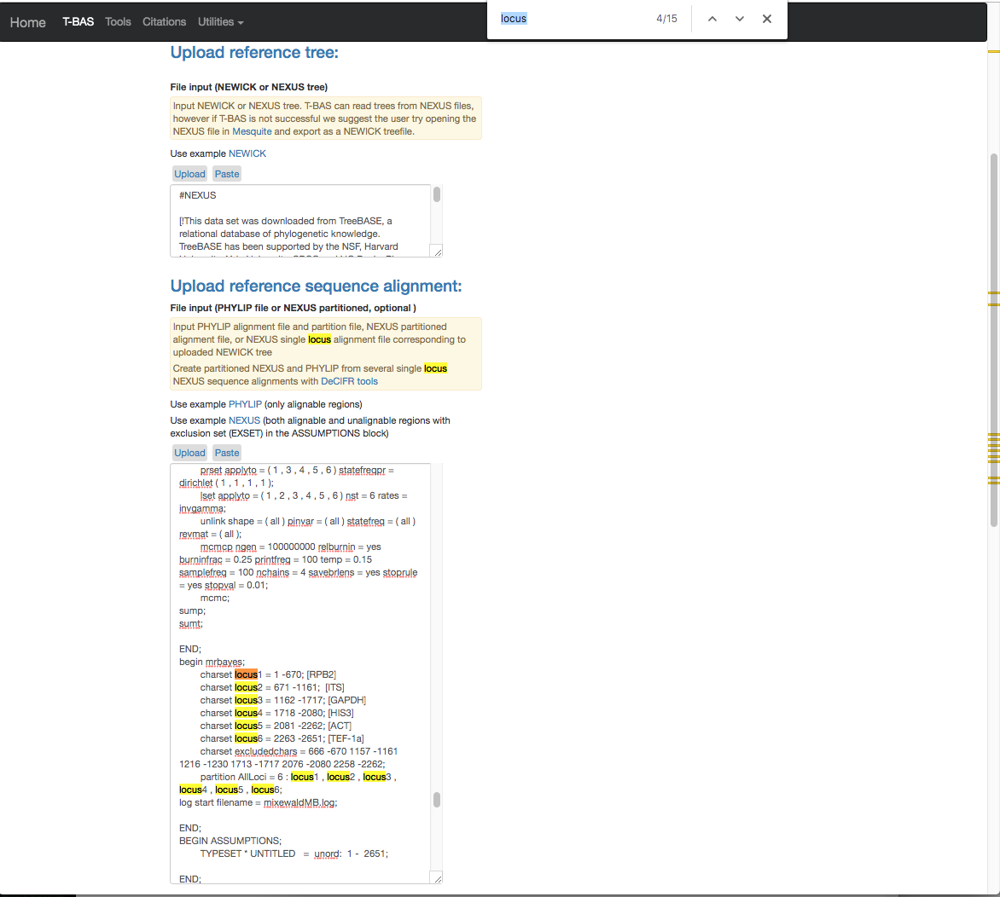 Home T-BAS Tools Citations Utilities
locus 4/15
Upload reference tree:
File input (NEWICK or NEXUS tree)
Input NEWICK or NEXUS tree. T-BAS can read trees from NEXUS files,
however if T-BAS is not successful we suggest the user try opening the
NEXUS file in Mesquite and export as a NEWICK treefile.
Use example NEWICK
Upload Paste
#NEXUS
[!This data set was downloaded from TreeBASE, a
relational database of phylogenetic knowledge.
TreeBASE has been supported by the NSF, Harvard
Upload reference sequence alignment:
File input (PHYLIP file or NEXUS partitioned, optional )
Input PHYLIP alignment file and partition file, NEXUS partitioned
alignment file, or NEXUS single locus alignment file corresponding to
uploaded NEWICK tree
Create partitioned NEXUS and PHYLIP from several single locus
NEXUS sequence alignments with DeCIFR tools
Use example PHYLIP (only alignable regions)
Use example NEXUS (both alignable and unalignable regions with
exclusion set (EXSET) in the ASSUMPTIONS block)
Upload Paste
prset applyto = ( 1 , 3 , 4 , 5 , 6 ) statefreqpr =
dirichlet ( 1 , 1 , 1 , 1 );
lset applyto = ( 1 , 2 , 3 , 4 , 5 , 6 ) nst = 6 rates =
invgamma;
unlink shape = ( all ) pinvar = ( all ) statefreq = ( all )
revmat = ( all );
mcmcp ngen = 100000000 relburnin = yes
burninfrac = 0.25 printfreq = 100 temp = 0.15
samplefreq = 100 nchains = 4 savebrlens = yes stoprule
= yes stopval = 0.01;
mcmc;
sump;
sumt;
END;
begin mrbayes;
charset locus1 = 1 -670; [RPB2]
charset locus2 = 671 -1161; [ITS]
charset locus3 = 1162 -1717; [GAPDH]
charset locus4 = 1718 -2080; [HIS3]
charset locus5 = 2081 -2262; [ACT]
charset locus6 = 2263 -2651; [TEF-1a]
charset excludedchars = 666 -670 1157 -1161
1216 -1230 1713 -1717 2076 -2080 2258 -2262;
partition AllLoci = 6 : locus1 , locus2 , locus3 ,
locus4 , locus5 , locus6;
log start filename = mixewaldMB.log;
END;
BEGIN ASSUMPTIONS;
TYPESET * UNTITLED = unord: 1 - 2651;
END;